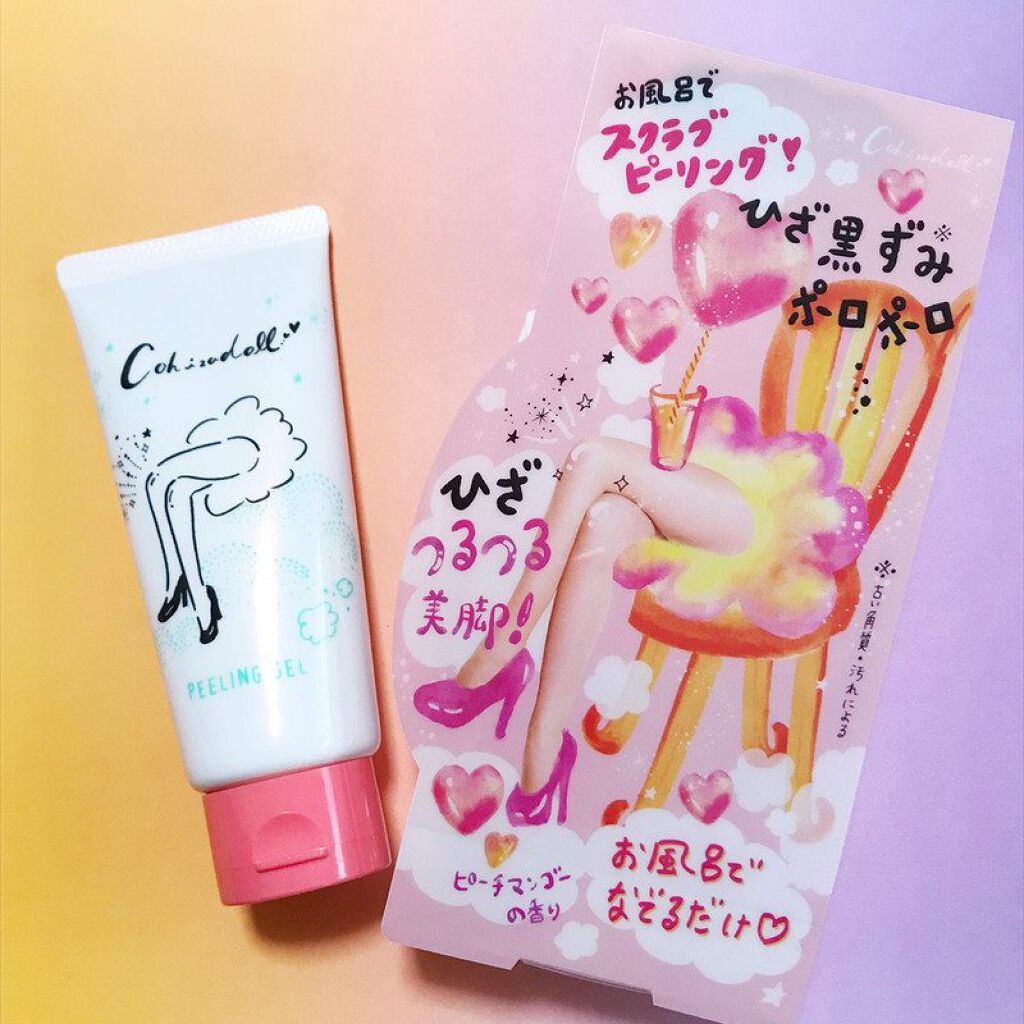 Cohizadoll
PEELING GEL
お風呂で
スクラブ
ピーリング!
Cohizadoll
ひざ黒ずみ※
ポロポロ
ひざ
つるつる
美脚!
※古い角質・汚れによる
ピーチマンゴー
の香り
お風呂で
なでるだけ♡